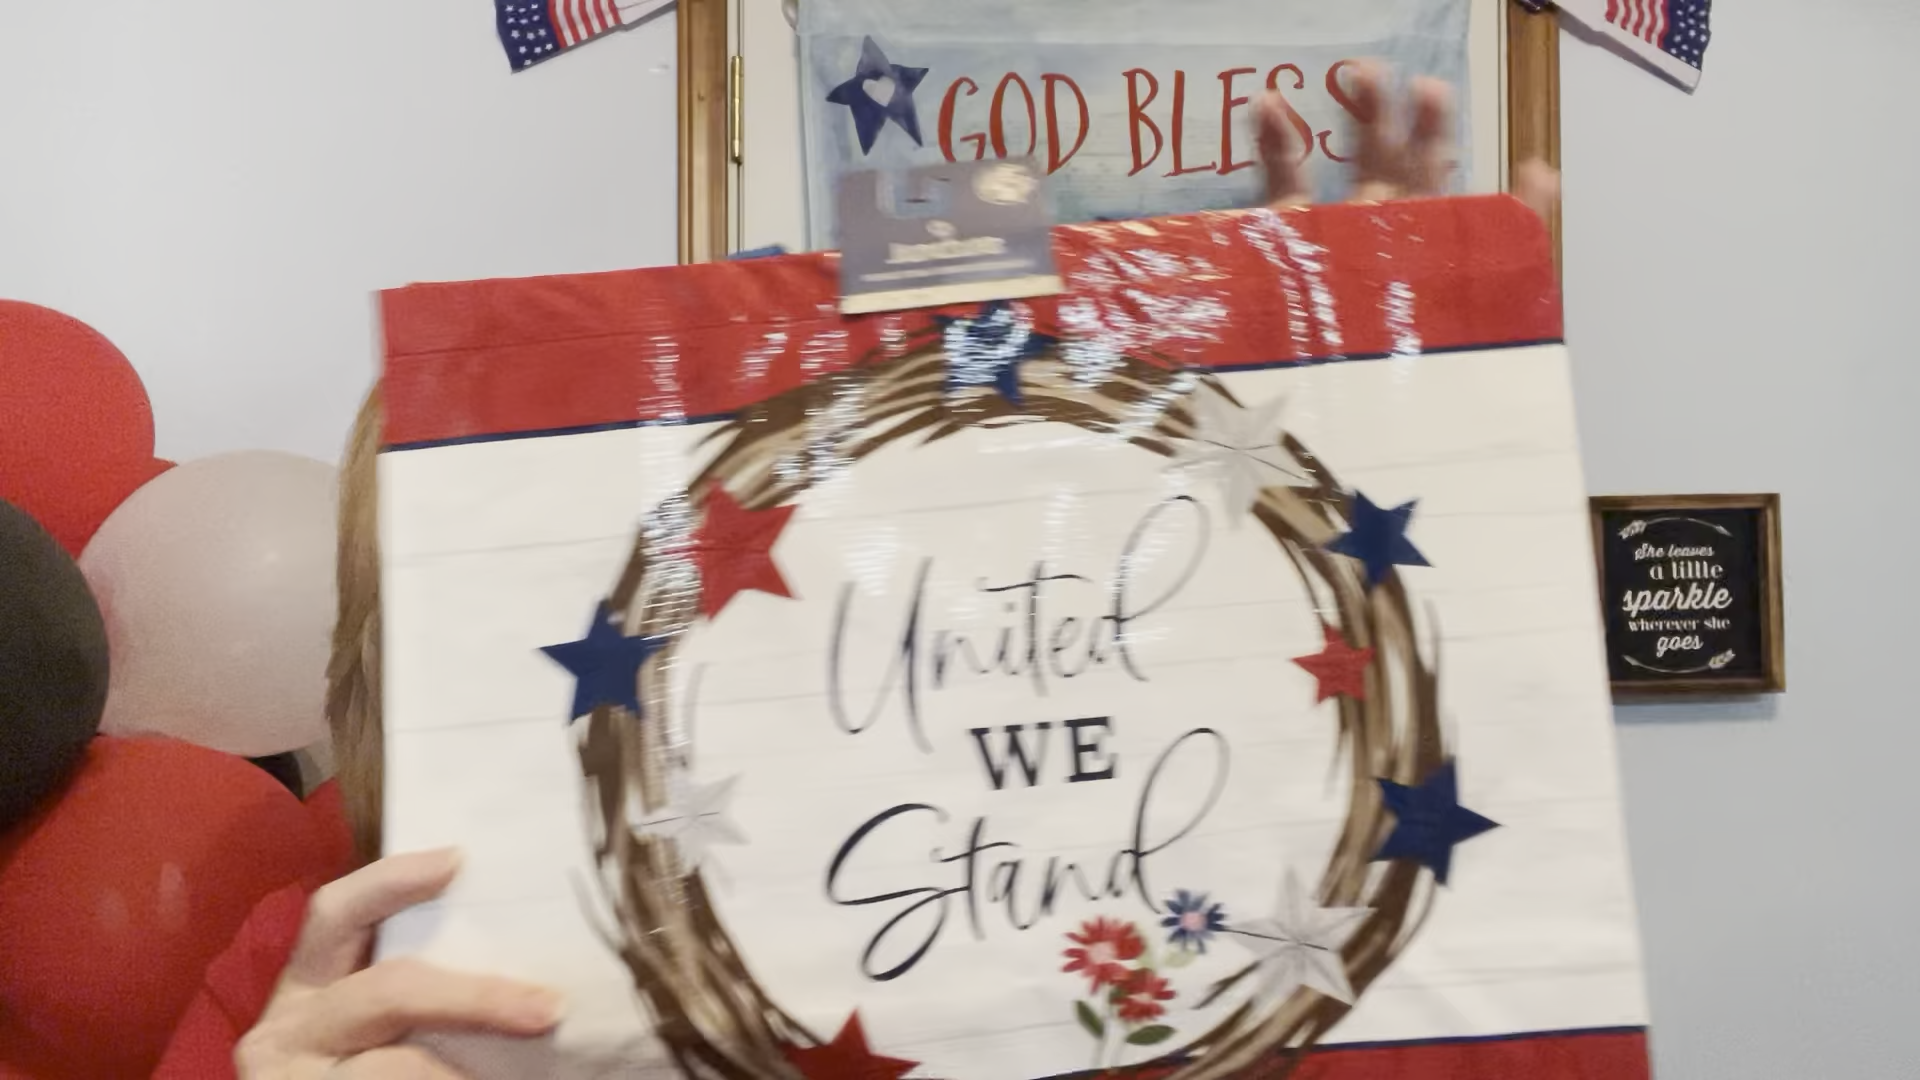 GOD BLESS
United
WE
Stand
She leaves
a little
sparkle
wherever she
goes